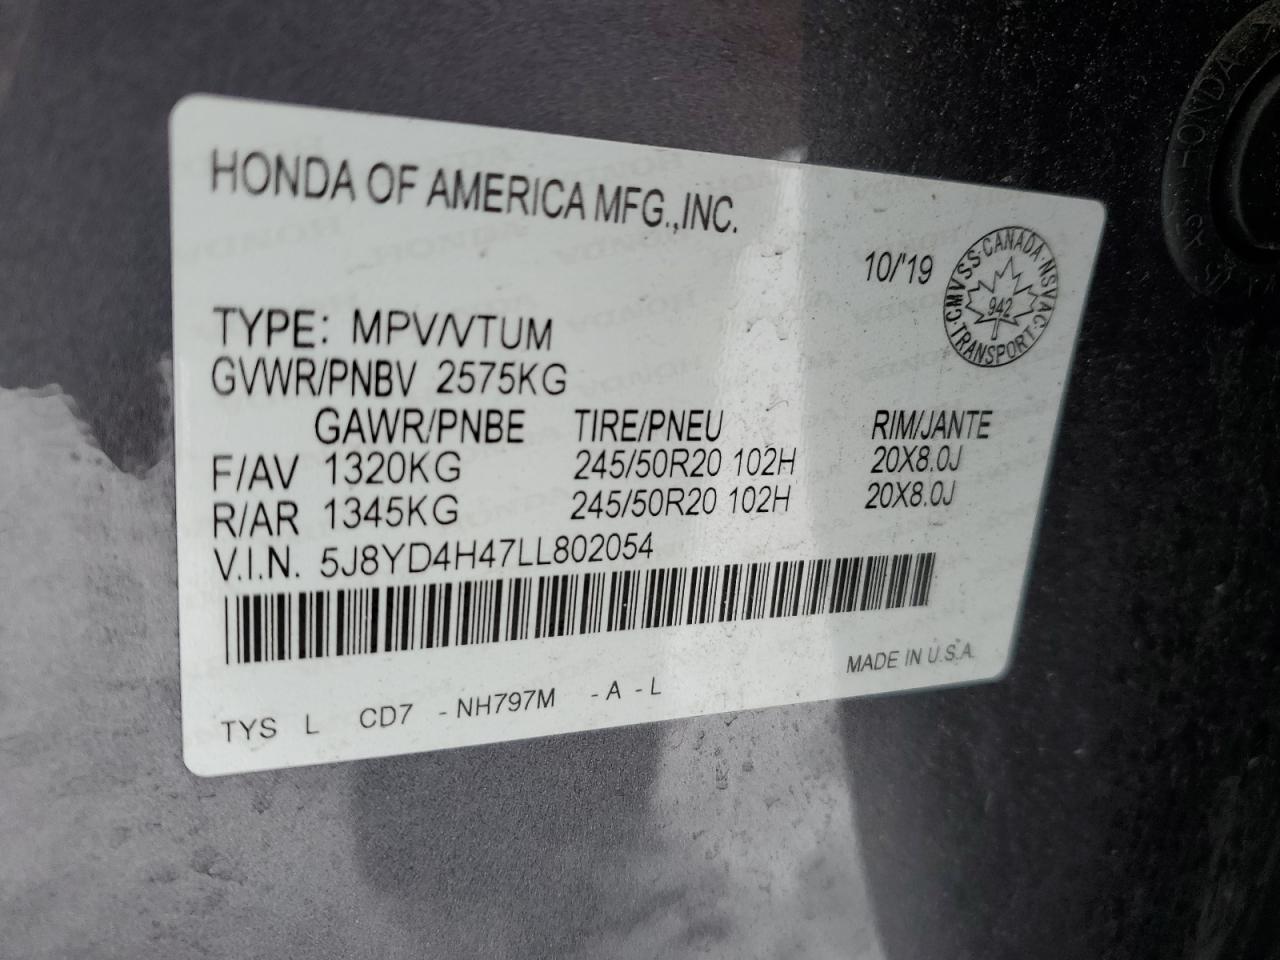 HONDA OF AMERICA MFG.,INC.
10/'19
CMVSS·CANADA·NSVAC·TRANSPORT·
942
TYPE: MPV/VTUM
GVWR/PNBV 2575KG
GAWR/PNBE TIRE/PNEU RIM/JANTE
F/AV 1320KG 245/50R20 102H 20X8.0J
R/AR 1345KG 245/50R20 102H 20X8.0J
V.I.N. 5J8YD4H47LL802054
MADE IN U.S.A.
TYS L CD7 -NH797M -A -L
HONDA